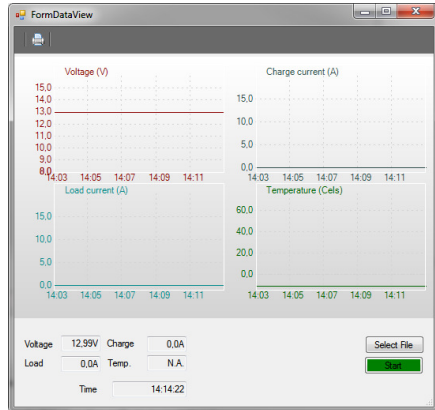 FormDataView
Voltage (V)
15,0
14,0
13,0
12,0
11,0
10,0
9,0
8,0
14:03 14:05 14:07 14:09 14:11
Charge current (A)
15,0
10,0
5,0
0,0
14:03 14:05 14:07 14:09 14:11
Load current (A)
15,0
10,0
5,0
0,0
14:03 14:05 14:07 14:09 14:11
Temperature (Cels)
60,0
40,0
20,0
0,0
14:03 14:05 14:07 14:09 14:11
Voltage 12,99V Charge 0,0A
Load 0,0A Temp. N.A.
Time 14:14:22
Select File
Start